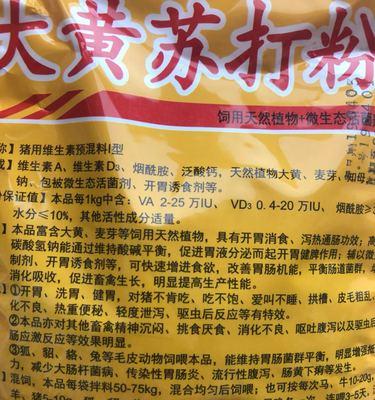 大黄苏打粉
饲用天然植物+微生态活菌
称】猪用维生素预混料I型
维生素A、维生素D₃、烟酰胺、泛酸钙，天然植物大黄、麦芽、知母
钠、包被微生态活菌剂、开胃诱食剂等。
份保证值】本品每1kg中含：VA 2-25万IU、VD₃ 0.4-20万IU、烟酰胺≥
水分≤10%，其他活性成分适量。
】本品富含大黄、麦芽等饲用天然植物，具有开胃消食、泻热通肠功效；高
碳酸氢钠能通过维持酸碱平衡，促进胃液分泌而起开胃健脾作用；辅以微
制剂、开胃诱食剂等，可快速增进食欲，改善胃肠机能，平衡肠道菌群，
消化吸收，促进畜禽生长，明显提高生产性能。
①开胃、洗胃、健胃，对猪不肯吃、吃不饱、爱叫不睡、拱槽、皮毛粗乱、
化不良、热重便秘、轻度泄泻、驱虫后反应等有特效。
②本品亦对其他畜禽精神沉闷、挑食厌食、消化不良、呕吐腹泻以及驱虫后
肠应激反应等效果明显。
③狐、貂、貉、兔等毛皮动物饲喂本品，能维持胃肠菌群平衡，明显增强
力，减少大肠杆菌病、传染性胃肠炎、流行性腹泻、肠黄下痢等发生。
】混饲，本品每袋拌料50-75kg，混合均匀后饲喂；也可按每次马、牛10-20g，
羊、猪5-10g，